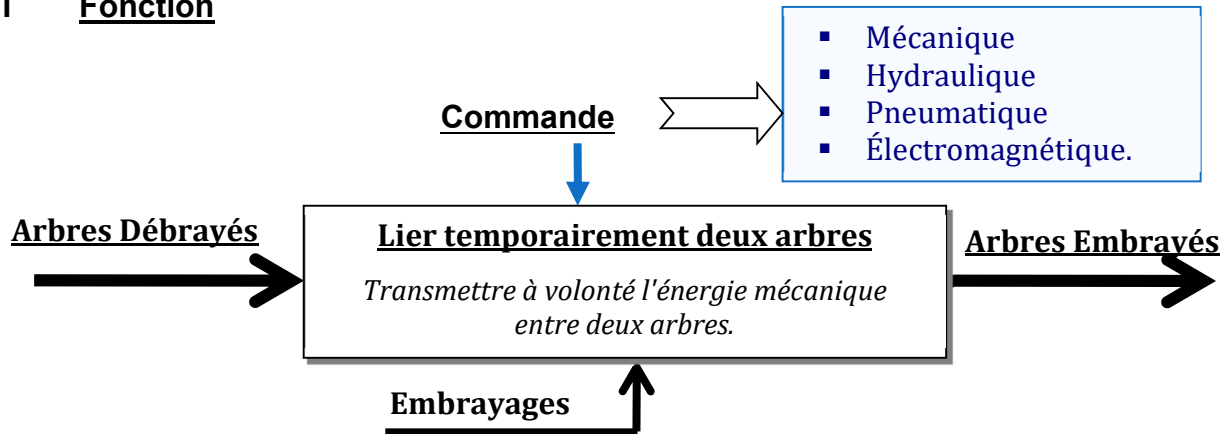 1 Fonction
▪ Mécanique
▪ Hydraulique
▪ Pneumatique
▪ Électromagnétique.
Commande
Arbres Débrayés
Lier temporairement deux arbres
Transmettre à volonté l'énergie mécanique
entre deux arbres.
Arbres Embrayés
Embrayages